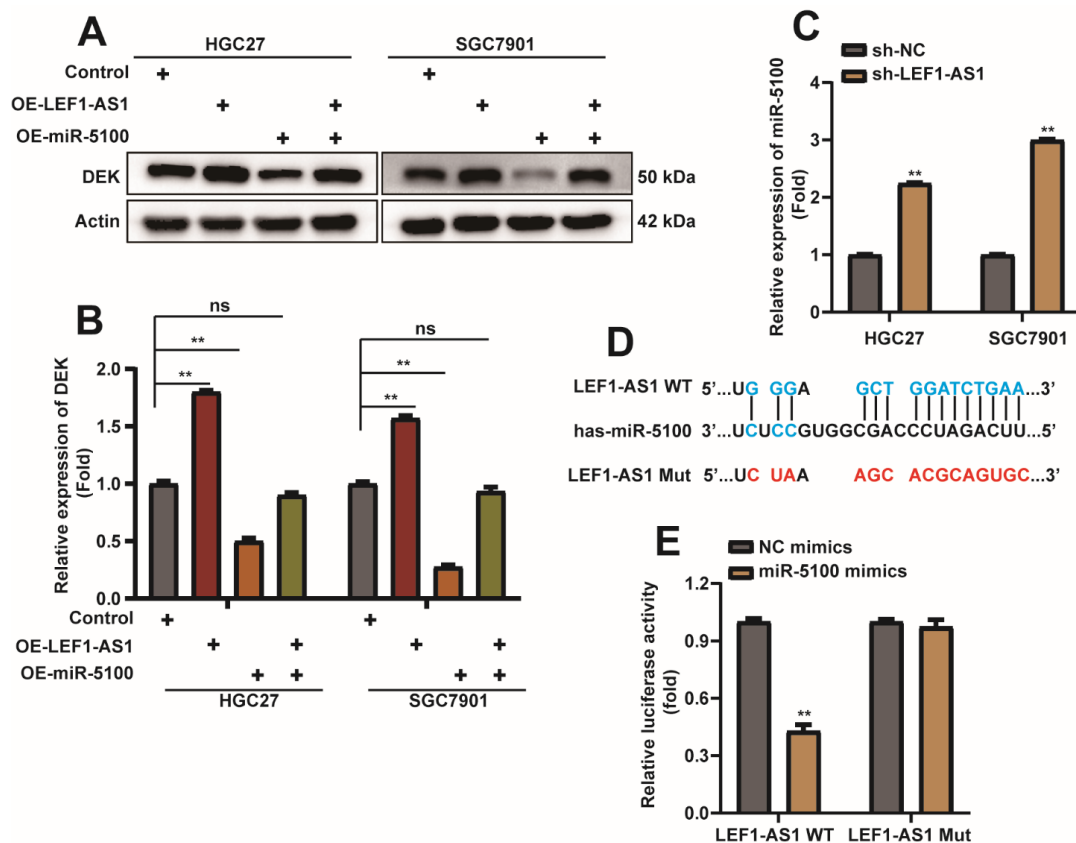 A
HGC27 SGC7901
Control + +
OE-LEF1-AS1 + + + +
OE-miR-5100 + + + +
DEK 50 kDa
Actin 42 kDa
B
Relative expression of DEK
(Fold)
2.0
1.5
1.0
0.5
0.0
ns
**
**
ns
**
**
Control + +
OE-LEF1-AS1 + + + +
OE-miR-5100 + + + +
HGC27 SGC7901
C
sh-NC
sh-LEF1-AS1
Relative expression of miR-5100
(Fold)
4
3
2
1
0
**
**
HGC27 SGC7901
D
LEF1-AS1 WT 5’...UG GGA GCT GGATCTGAA...3’
has-miR-5100 3’...UCUCCGUGGCGACCCUAGACUU...5’
LEF1-AS1 Mut 5’...UC UAA AGC ACGCAGUGC...3’
E
NC mimics
miR-5100 mimics
Relative luciferase activity
(fold)
1.2
0.9
0.6
0.3
0.0
**
LEF1-AS1 WT LEF1-AS1 Mut